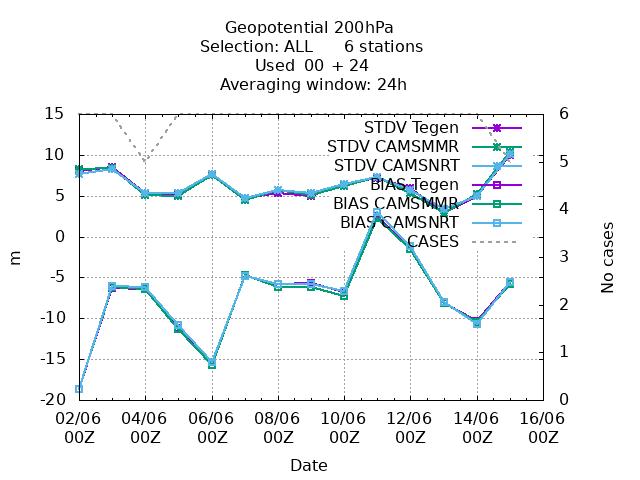 Geopotential 200hPa
Selection: ALL 6 stations
Used 00 + 24
Averaging window: 24h
15
10
5
0
-5
-10
-15
-20
m
6
5
4
3
2
1
0
No cases
STDV Tegen
STDV CAMSMMR
STDV CAMSNRT
BIAS Tegen
BIAS CAMSMMR
BIAS CAMSNRT
CASES
02/06 04/06 06/06 08/06 10/06 12/06 14/06 16/06
00Z 00Z 00Z 00Z 00Z 00Z 00Z 00Z
Date